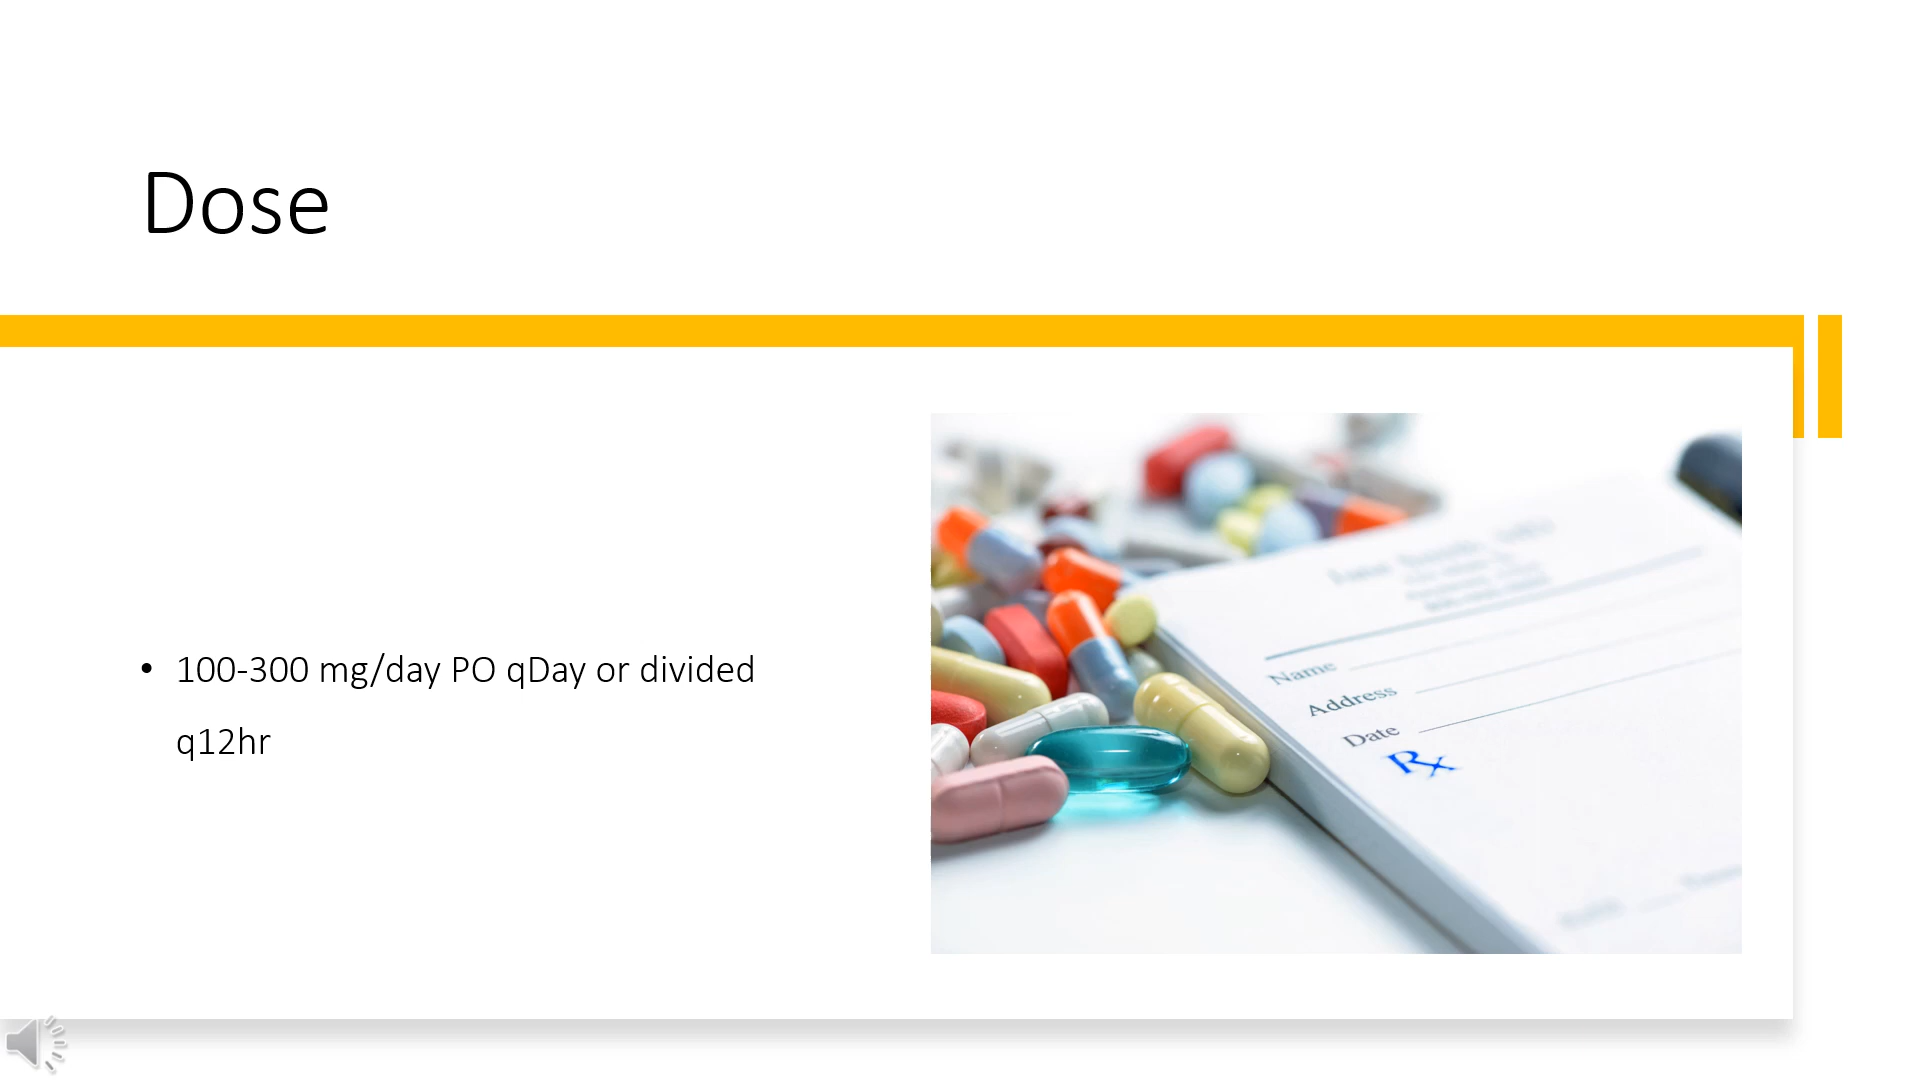 Dose
• 100-300 mg/day PO qDay or divided
q12hr
Name
Address
Date
Rx